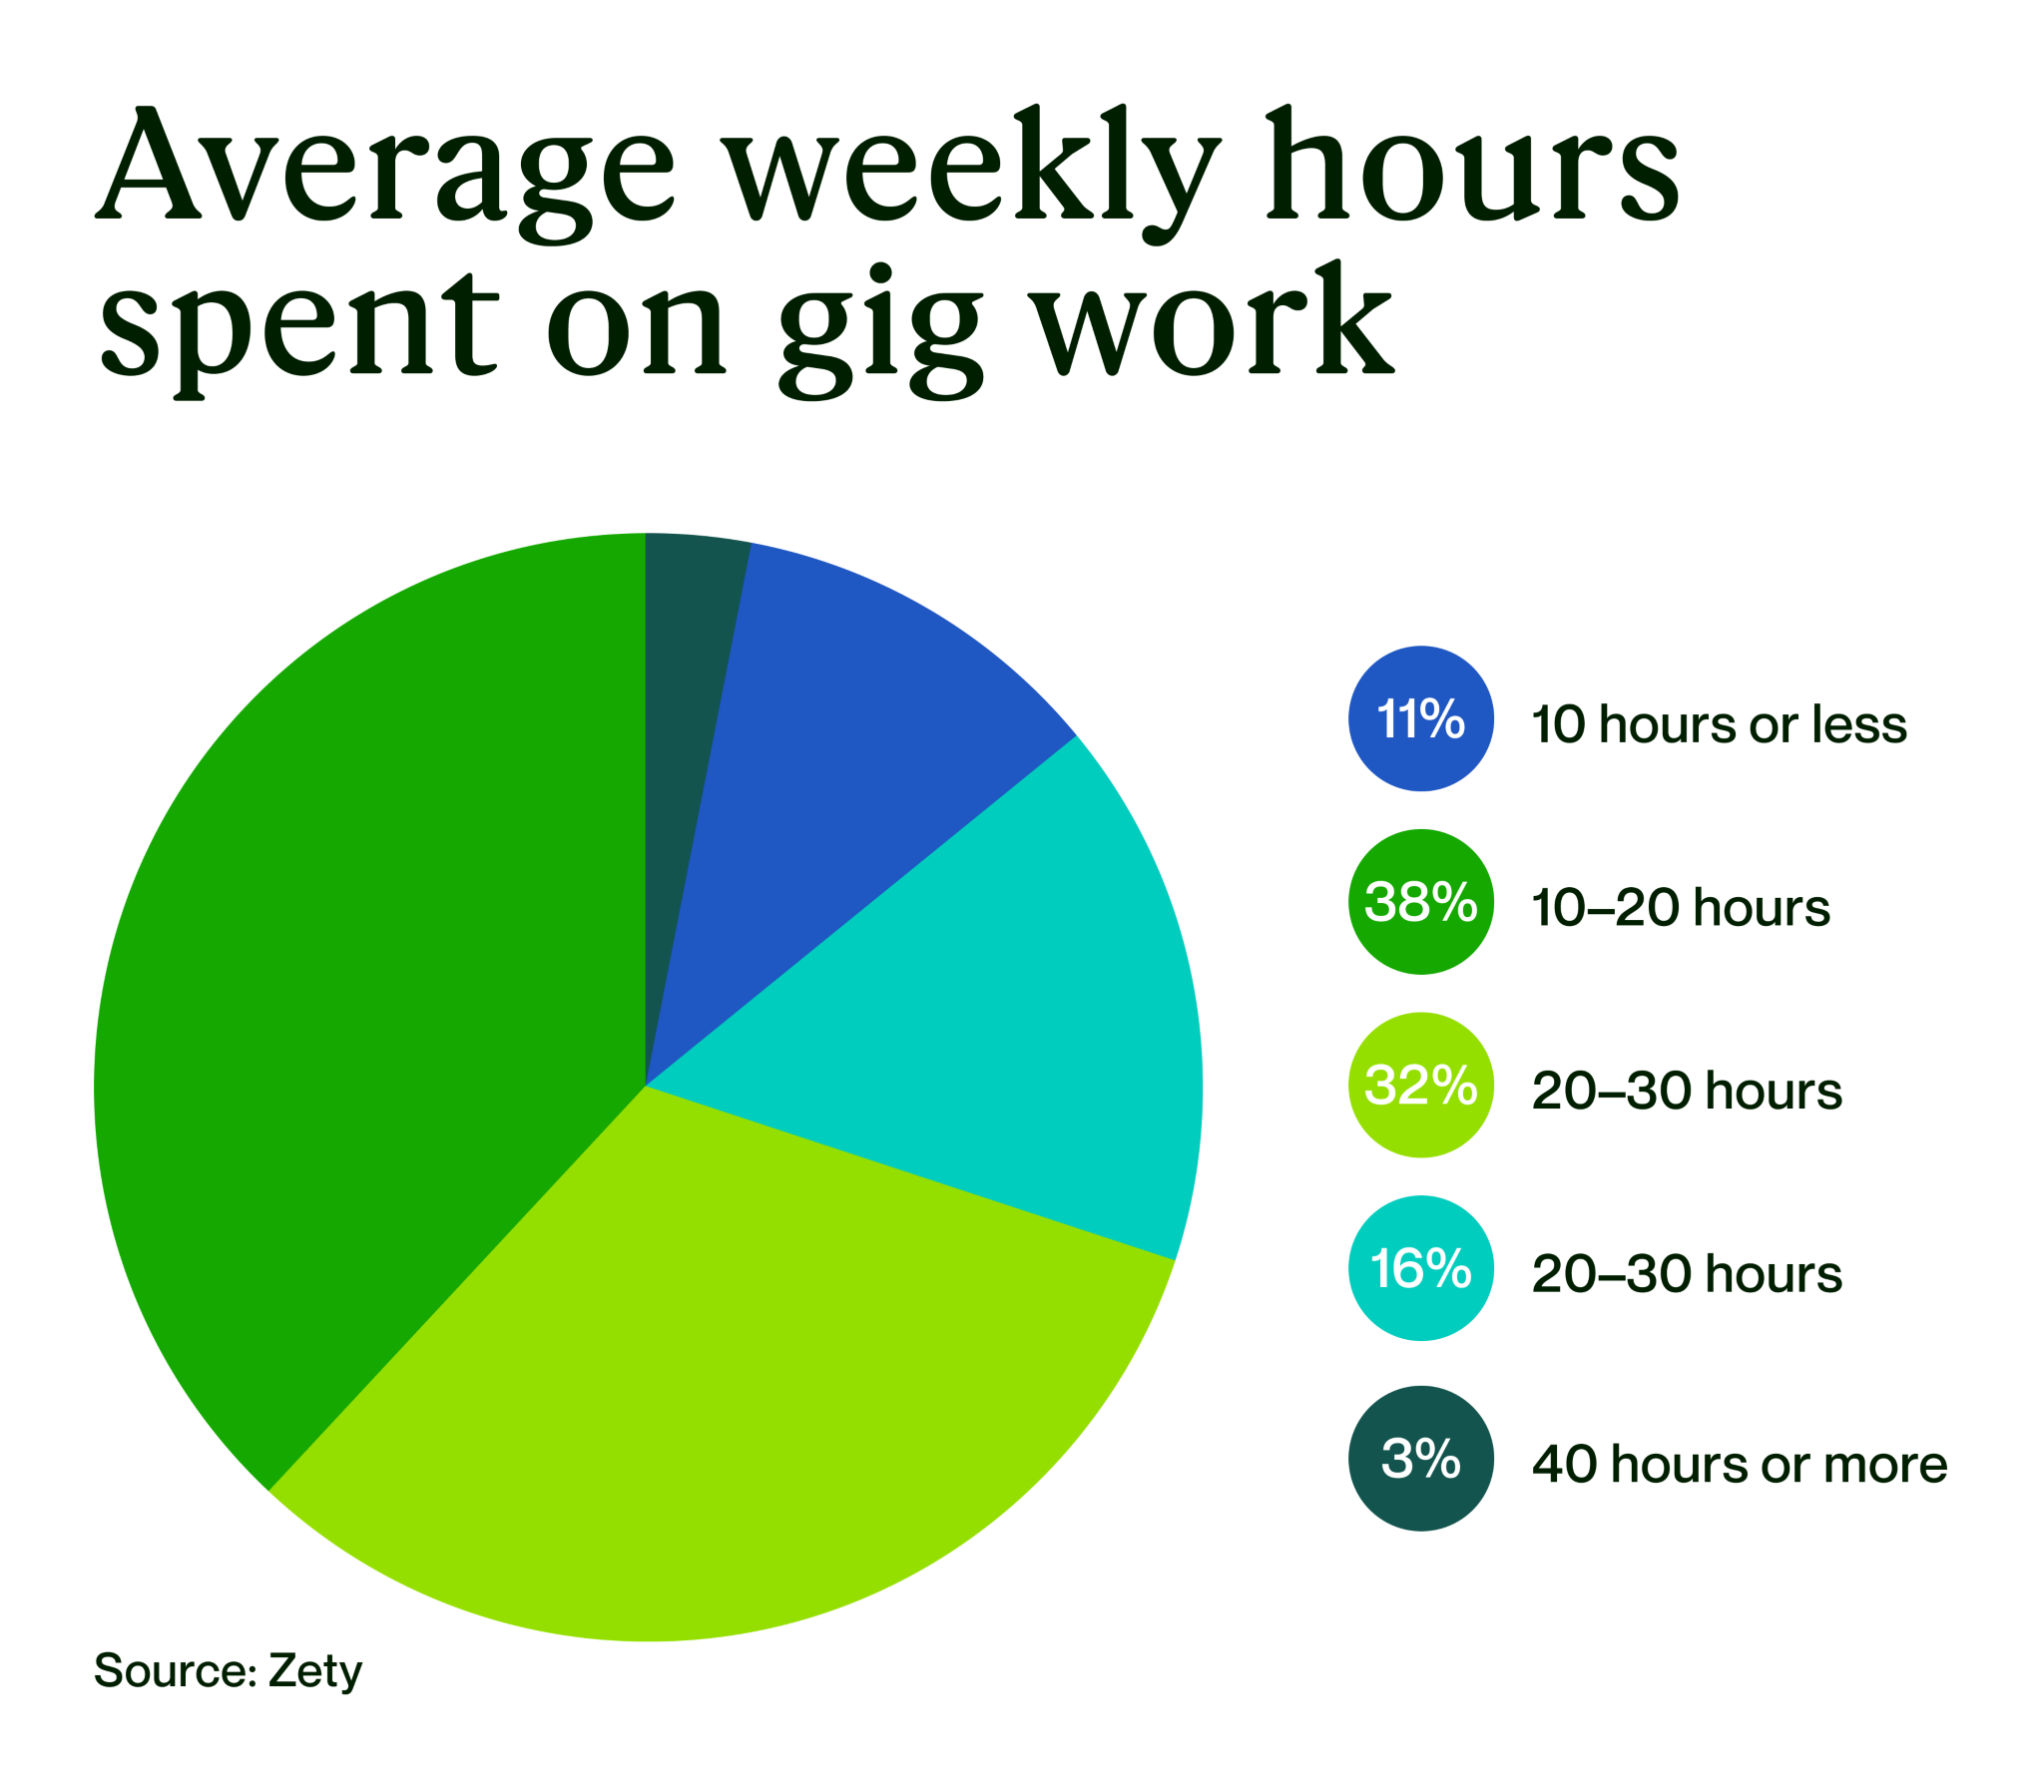 Average weekly hours
spent on gig work
11% 10 hours or less
38% 10–20 hours
32% 20–30 hours
16% 20–30 hours
3% 40 hours or more
Source: Zety